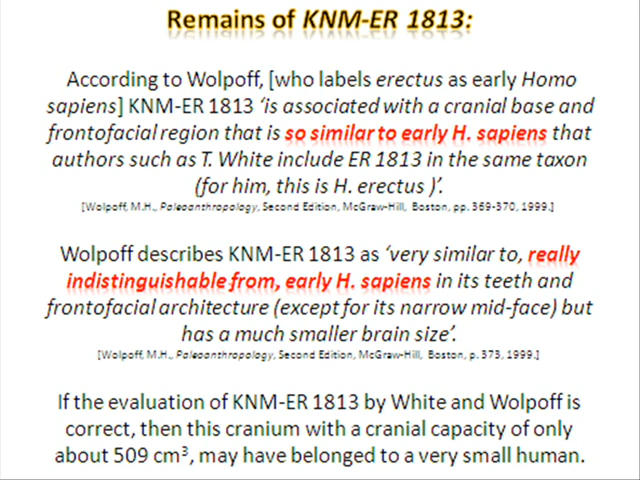 Remains of KNM-ER 1813:
According to Wolpoff, [who labels erectus as early Homo
sapiens] KNM-ER 1813 ‘is associated with a cranial base and
frontofacial region that is so similar to early H. sapiens that
authors such as T. White include ER 1813 in the same taxon
(for him, this is H. erectus )’.
[Wolpoff, M.H., Paleoanthropology, Second Edition, McGraw-Hill, Boston, pp. 369-370, 1999.]
Wolpoff describes KNM-ER 1813 as ‘very similar to, really
indistinguishable from, early H. sapiens in its teeth and
frontofacial architecture (except for its narrow mid-face) but
has a much smaller brain size’.
[Wolpoff, M.H., Paleoanthropology, Second Edition, McGraw-Hill, Boston, p. 373, 1999.]
If the evaluation of KNM-ER 1813 by White and Wolpoff is
correct, then this cranium with a cranial capacity of only
about 509 cm³, may have belonged to a very small human.